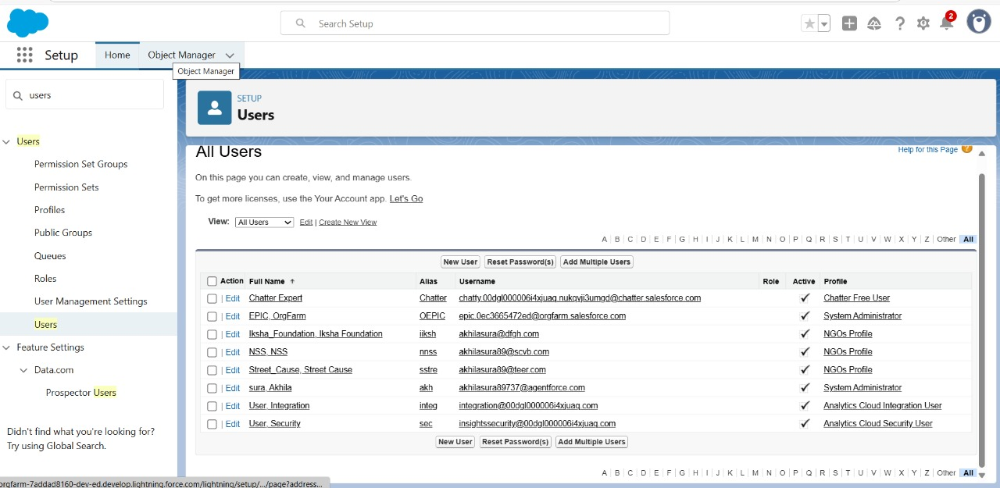 Search Setup
2
Setup Home Object Manager
Object Manager
users
SETUP
Users
Users
Permission Set Groups
Permission Sets
Profiles
Public Groups
Queues
Roles
User Management Settings
Users
Feature Settings
Data.com
Prospector Users
Didn't find what you're looking for?
Try using Global Search.
All Users
Help for this Page ?
On this page you can create, view, and manage users.
To get more licenses, use the Your Account app. Let's Go
View: All Users Edit | Create New View
A | B | C | D | E | F | G | H | I | J | K | L | M | N | O | P | Q | R | S | T | U | V | W | X | Y | Z | Other All
New User Reset Password(s) Add Multiple Users
Action Full Name ↑ Alias Username Role Active Profile
| Edit Chatter Expert Chatter chatty.00dgl000006i4xjuaq.nukqvji3umgd@chatter.salesforce.com ✓ Chatter Free User
| Edit EPIC, OrgFarm OEPIC epic.0ec3665472ed@orgfarm.salesforce.com ✓ System Administrator
| Edit Iksha_Foundation, Iksha Foundation iiksh akhilasura@dfgh.com ✓ NGOs Profile
| Edit NSS, NSS nnss akhilasura89@scvb.com ✓ NGOs Profile
| Edit Street_Cause, Street Cause sstre akhilasura89@teer.com ✓ NGOs Profile
| Edit sura, Akhila akh akhilasura89737@agentforce.com ✓ System Administrator
| Edit User, Integration integ integration@00dgl000006i4xjuaq.com ✓ Analytics Cloud Integration User
| Edit User, Security sec insightssecurity@00dgl000006i4xjuaq.com ✓ Analytics Cloud Security User
New User Reset Password(s) Add Multiple Users
A | B | C | D | E | F | G | H | I | J | K | L | M | N | O | P | Q | R | S | T | U | V | W | X | Y | Z | Other All
orgfarm-7addad8160-dev-ed.develop.lightning.force.com/lightning/setup/.../page?address...